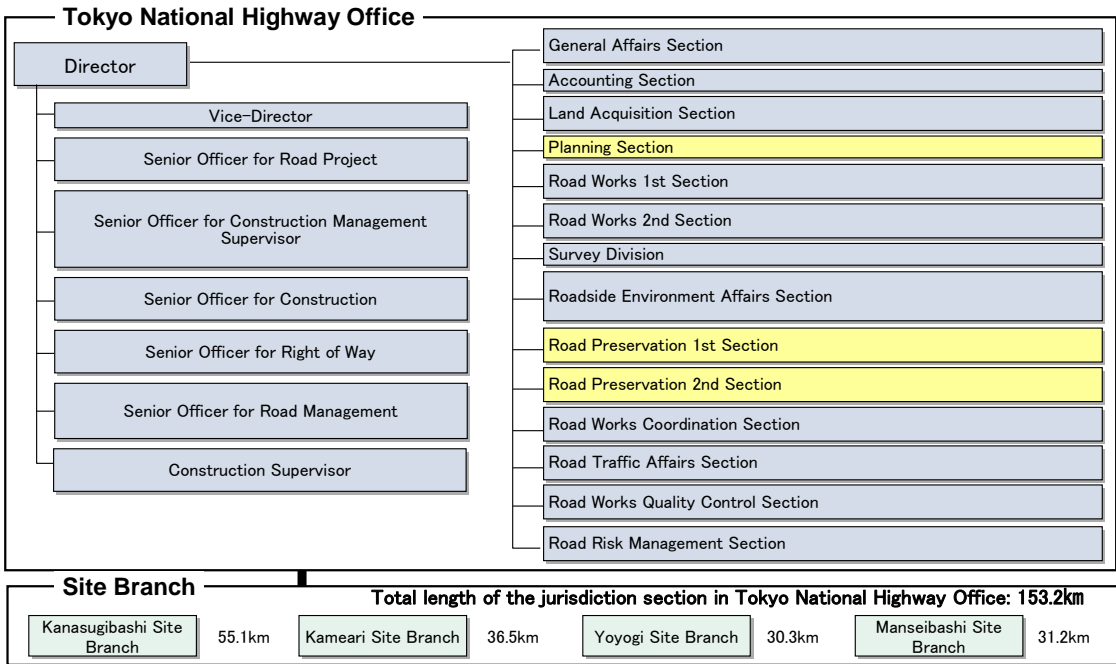 Tokyo National Highway Office
Director
Vice-Director
Senior Officer for Road Project
Senior Officer for Construction Management
Supervisor
Senior Officer for Construction
Senior Officer for Right of Way
Senior Officer for Road Management
Construction Supervisor
General Affairs Section
Accounting Section
Land Acquisition Section
Planning Section
Road Works 1st Section
Road Works 2nd Section
Survey Division
Roadside Environment Affairs Section
Road Preservation 1st Section
Road Preservation 2nd Section
Road Works Coordination Section
Road Traffic Affairs Section
Road Works Quality Control Section
Road Risk Management Section
Site Branch
Total length of the jurisdiction section in Tokyo National Highway Office: 153.2km
Kanasugibashi Site
Branch
55.1km
Kameari Site Branch
36.5km
Yoyogi Site Branch
30.3km
Manseibashi Site
Branch
31.2km